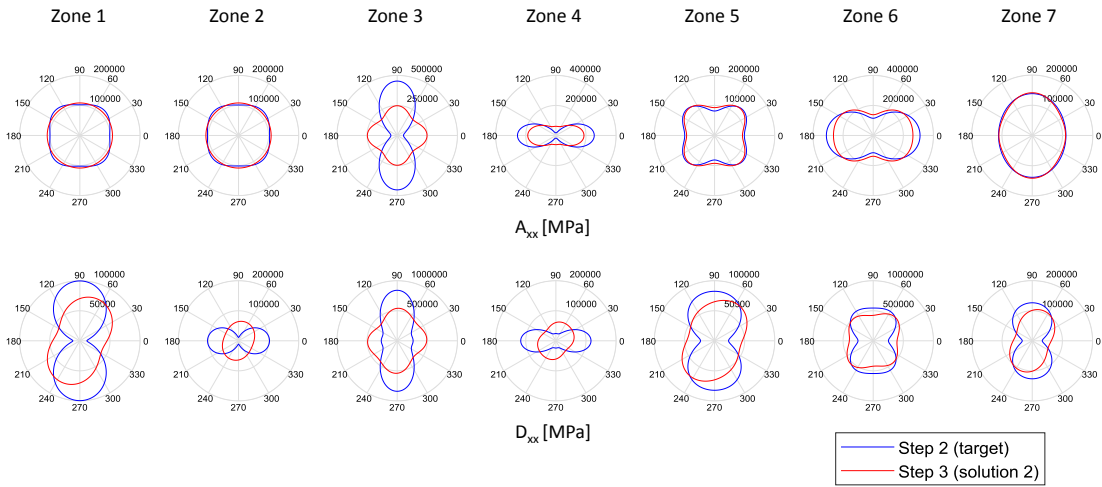 Zone 1 Zone 2 Zone 3 Zone 4 Zone 5 Zone 6 Zone 7
90 200000 90 200000 90 500000 90 400000 90 200000 90 400000 90 200000
120 60 120 60 120 60 120 60 120 60 120 60 120 60
100000 100000 250000 200000 100000 200000 100000
150 30 150 30 150 30 150 30 150 30 150 30 150 30
180 0 180 0 180 0 180 0 180 0 180 0 180 0
210 330 210 330 210 330 210 330 210 330 210 330 210 330
240 300 240 300 240 300 240 300 240 300 240 300 240 300
270 270 270 270 270 270 270
Axx [MPa]
90 100000 90 200000 90 1000000 90 200000 90 100000 90 1000000 90 200000
120 60 120 60 120 60 120 60 120 60 120 60 120 60
50000 100000 500000 100000 50000 500000 100000
150 30 150 30 150 30 150 30 150 30 150 30 150 30
180 0 180 0 180 0 180 0 180 0 180 0 180 0
210 330 210 330 210 330 210 330 210 330 210 330 210 330
240 300 240 300 240 300 240 300 240 300 240 300 240 300
270 270 270 270 270 270 270
Dxx [MPa]
Step 2 (target)
Step 3 (solution 2)